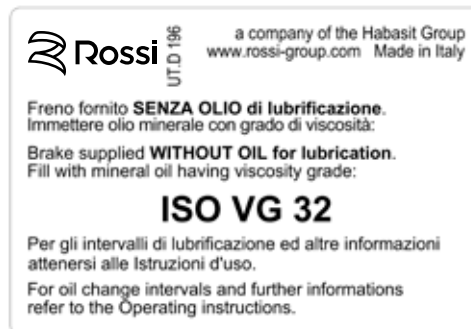 Rossi
UT.D 196
a company of the Habasit Group
www.rossi-group.com Made in Italy
Freno fornito SENZA OLIO di lubrificazione.
Immettere olio minerale con grado di viscosità:
Brake supplied WITHOUT OIL for lubrication.
Fill with mineral oil having viscosity grade:
ISO VG 32
Per gli intervalli di lubrificazione ed altre informazioni
attenersi alle Istruzioni d'uso.
For oil change intervals and further informations
refer to the Operating instructions.